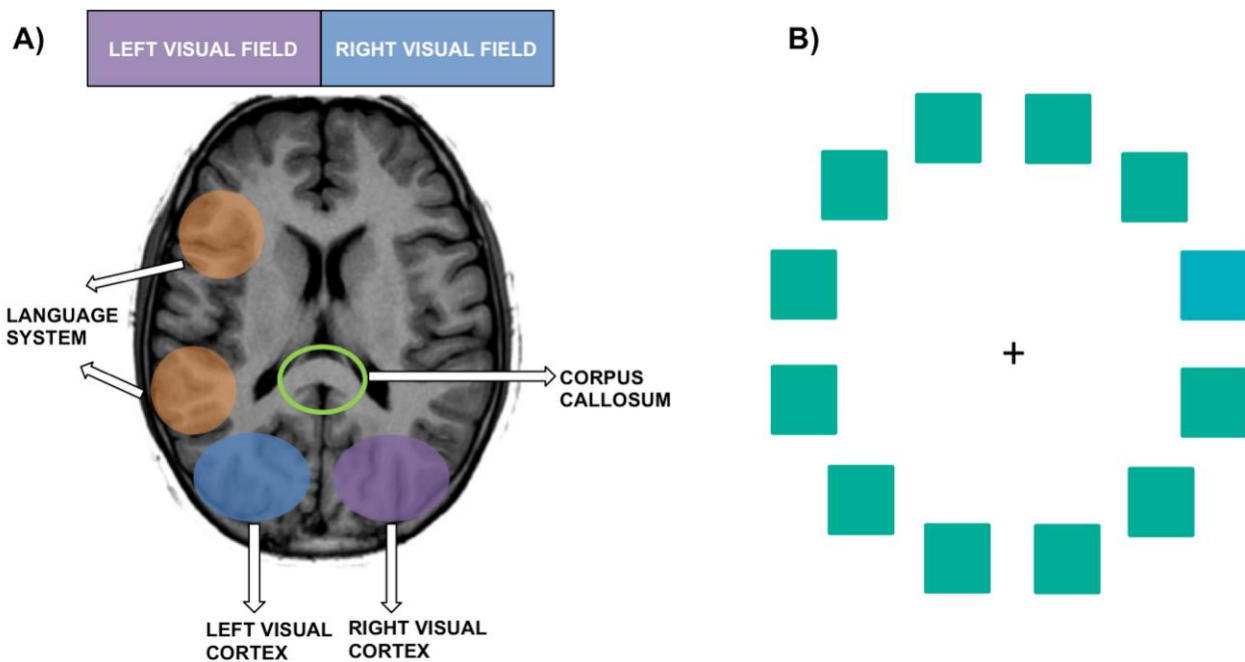 A)
LEFT VISUAL FIELD
RIGHT VISUAL FIELD
LANGUAGE
SYSTEM
CORPUS
CALLOSUM
LEFT VISUAL
CORTEX
RIGHT VISUAL
CORTEX
B)
+